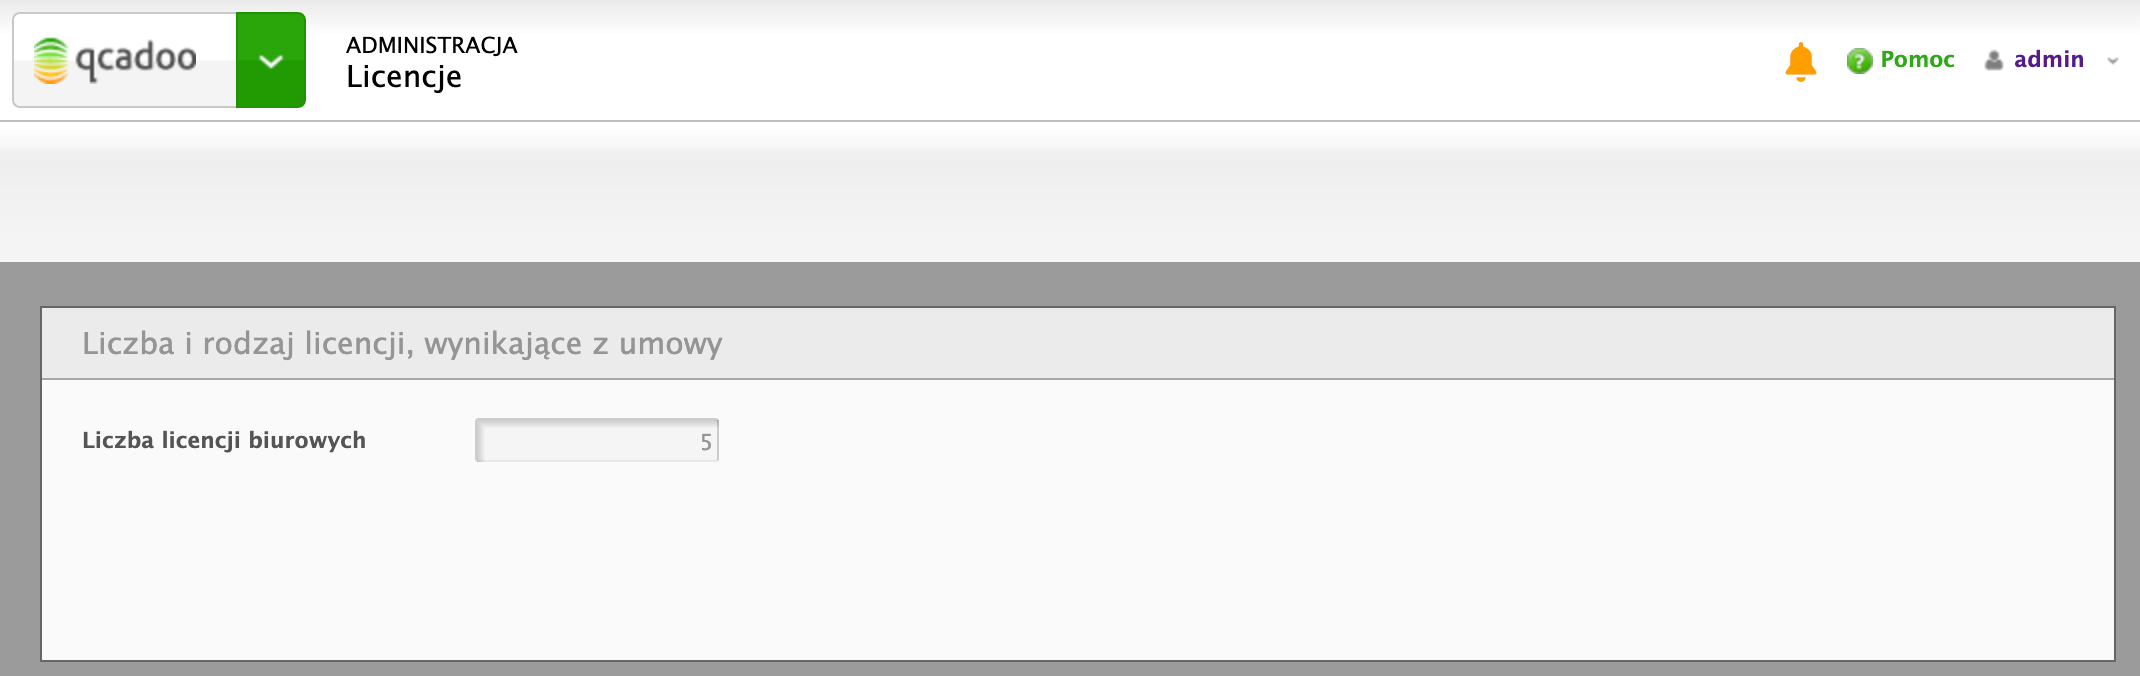 qcadoo
ADMINISTRACJA
Licencje
Pomoc
admin
Liczba i rodzaj licencji, wynikające z umowy
Liczba licencji biurowych
5